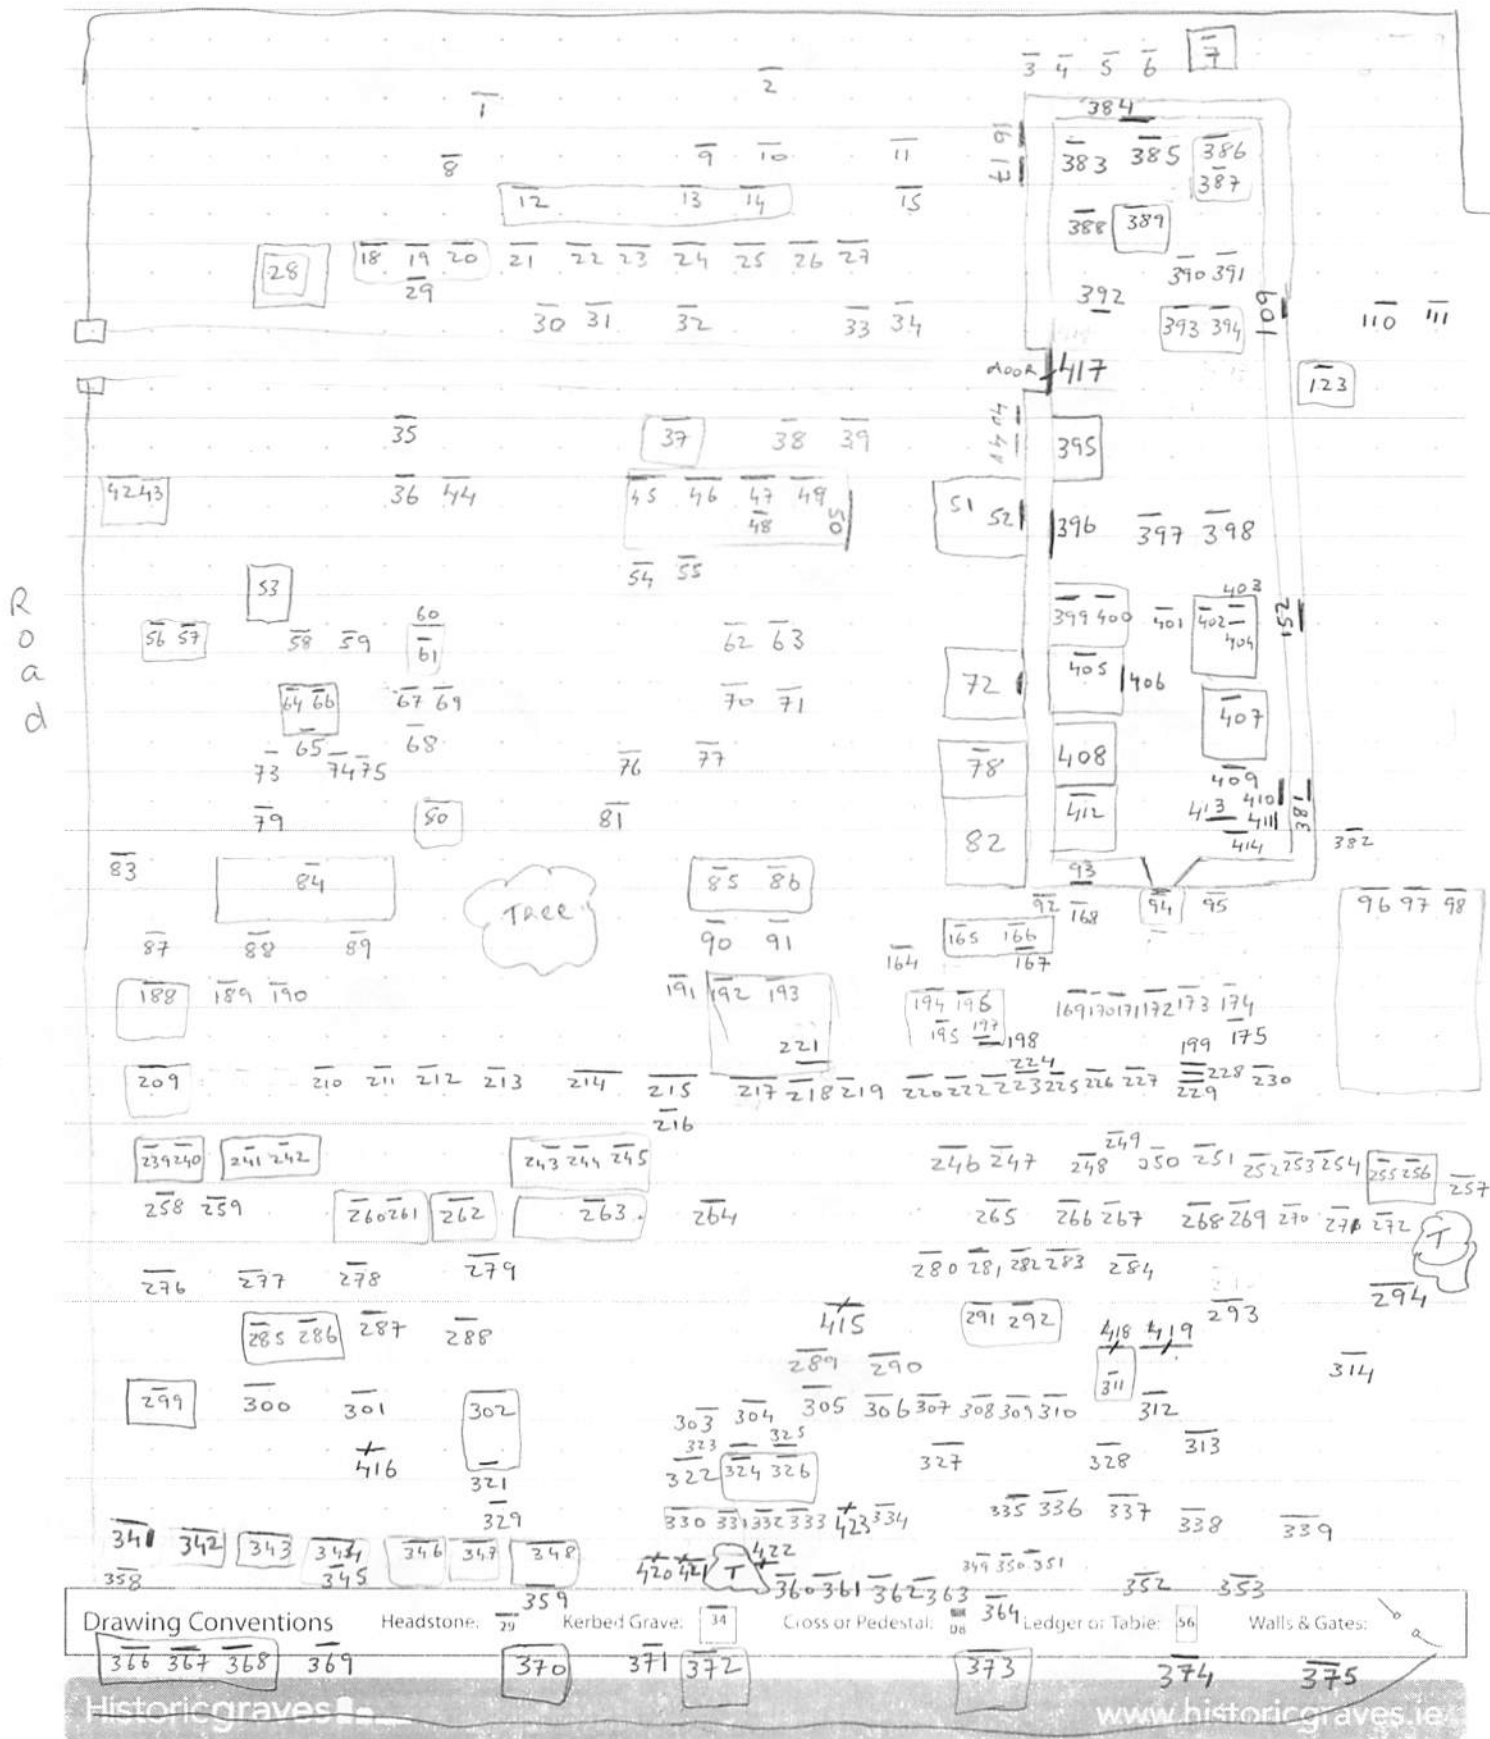 3 4 5 6 7
2
1
384
16 17
9 10 11
8
383 385 386
387
12 13 14 15
388 389
18 19 20 21 22 23 24 25 26 27
28
29
390 391
392
109
30 31 32 33 34
393 394
110 111
door 417
123
35
37 38 39
40
395
42 43
36 44
45 46 47 49
48
50
51 52
396 397 398
54 55
53
Road
403
399 400 401 402
404
152
60
56 57 58 59
61
62 63
405
406
72
64 66 67 69
70 71
407
65
68
73 74 75
76 77
78
408
409
410
79 80 81
412
413
411
381
82
414
382
83
84
85 86
93
TREE
92 168 94 95
96 97 98
87 88 89
90 91
165 166
164
167
188 189 190
191 192 193
194 196
195 197
198
169 170 171 172 173 174
175
221
199
224
209 210 211 212 213 214 215 217 218 219 220 222 223 225 226 227 228 230
229
216
239 240 241 242 243 244 245
246 247 248 249 250 251 252 253 254 255 256 257
258 259 260 261 262 263 264
265 266 267 268 269 270 271 272
T
276 277 278 279
280 281 282 283 284
293
294
285 286 287 288
415
291 292
418 419
289 290
311
314
299 300 301 302
303 304 305 306 307 308 309 310
312
313
416
323 325
322 324 326
327 328
321
329
330 331 332 333 423 334
335 336 337 338 339
341 342 343 344 346 347 348
345
422
420 421 T
349 350 351
358
359
360 361 362 363
352 353
364
Drawing Conventions Headstone: 29 Kerbed Grave: 34 Cross or Pedestal: Ledger or Table: 56 Walls & Gates:
366 367 368 369 370 371 372 373 374 375
Historicgraves
www.historicgraves.ie